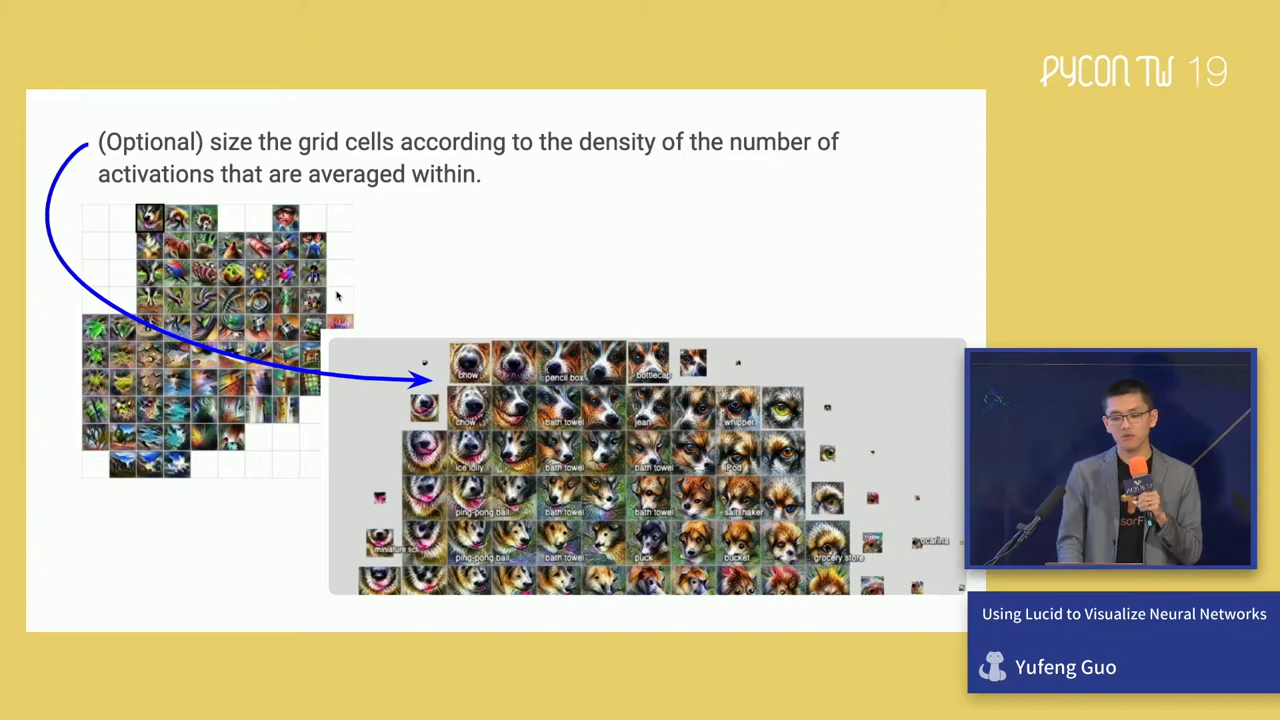 PYCON TW 19
(Optional) size the grid cells according to the density of the number of
activations that are averaged within.
chow
pencil box
bottlecap
chow
bath towel
jean
whippet
ice lolly
bath towel
bath towel
iPod
ping-pong ball
bath towel
saltshaker
miniature sc
ping-pong ball
bath towel
puck
bucket
grocery store
ocarina
Using Lucid to Visualize Neural Networks
Yufeng Guo